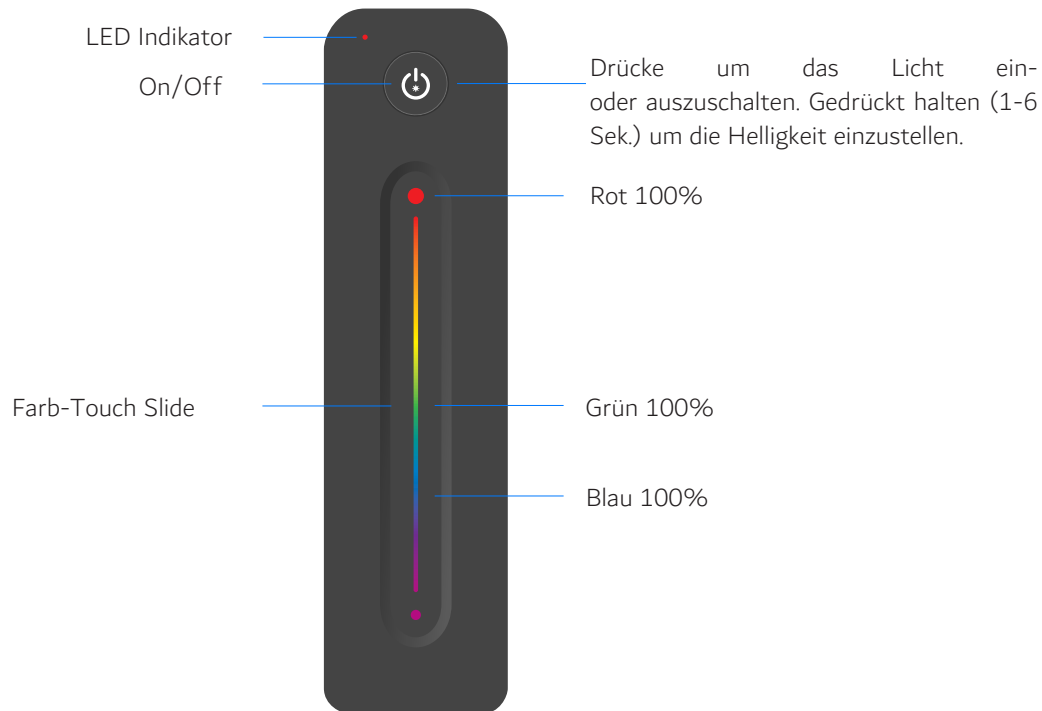 LED Indikator
On/Off
Drücke um das Licht ein-
oder auszuschalten. Gedrückt halten (1-6
Sek.) um die Helligkeit einzustellen.
Rot 100%
Farb-Touch Slide
Grün 100%
Blau 100%